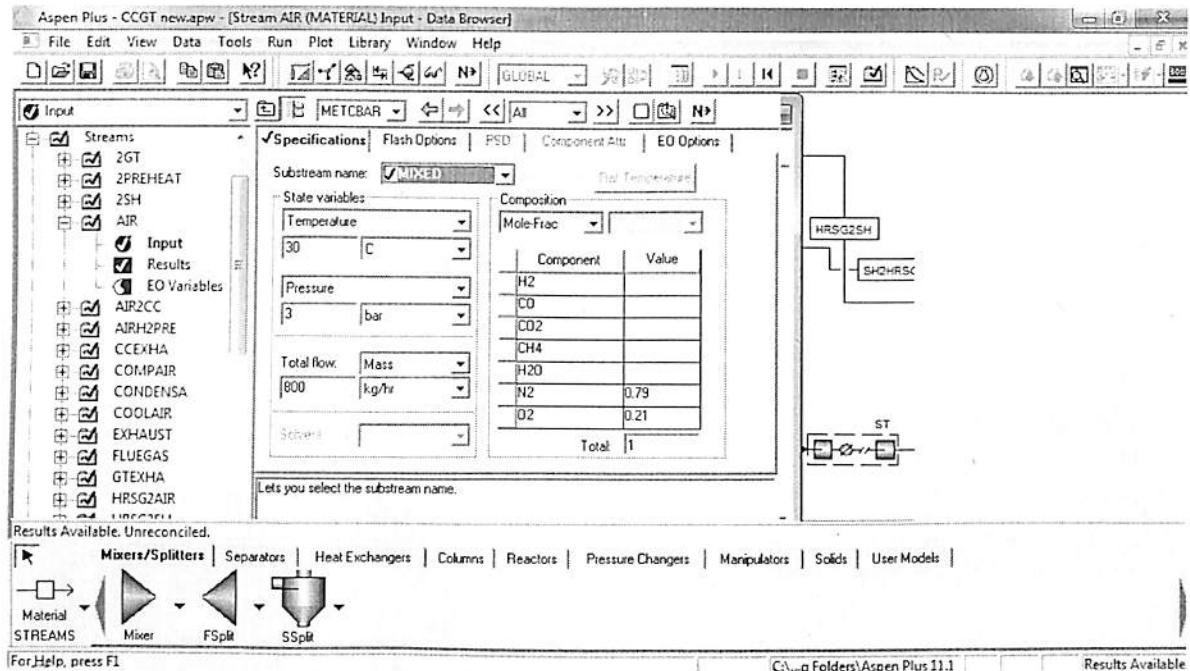 Aspen Plus - CCGT new.apw - [Stream AIR (MATERIAL) Input - Data Browser]
File Edit View Data Tools Run Plot Library Window Help
N> GLOBAL
Input METCBAR << All >> N>
Streams
2GT
2PREHEAT
2SH
AIR
Input
Results
EO Variables
AIR2CC
AIRH2PRE
CCEXHA
COMPAIR
CONDENSA
COOLAIR
EXHAUST
FLUEGAS
GTEXHA
HRSG2AIR
Specifications Flash Options PSD Component Attr. EO Options
Substream name: MIXED
State variables
Temperature
30 C
Pressure
3 bar
Total flow: Mass
800 kg/hr
Solvent:
Composition
Mole-Frac
Component Value
H2
CO
CO2
CH4
H2O
N2 0.79
O2 0.21
Total: 1
Lets you select the substream name.
HRSG2SH
SH2HRSG
ST
Results Available. Unreconciled.
Mixers/Splitters Separators Heat Exchangers Columns Reactors Pressure Changers Manipulators Solids User Models
Material
STREAMS Mixer FSplit SSplit
For Help, press F1 C:\...g Folders\Aspen Plus 11.1 Results Available